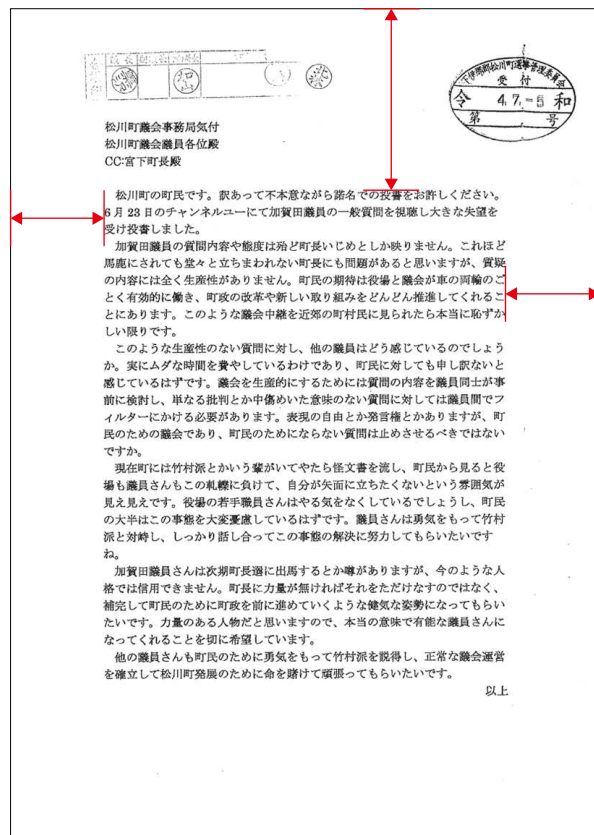 下伊那郡松川町選挙管理委員会
受付
令 4.7.-8 和
第 号
松川町議会事務局気付
松川町議会議員各位殿
CC:宮下町長殿
松川町の町民です。訳あって不本意ながら諾名での投書をお許しください。
6月23日のチャンネルユーにて加賀田議員の一般質問を視聴し大きな失望を
受け投書しました。
加賀田議員の質問内容や態度は殆ど町長いじめとしか映りません。これほど
馬鹿にされても堂々と立ちまわれない町長にも問題があると思いますが、質疑
の内容には全く生産性がありません。町民の期待は役場と議会が車の両輪のご
とく有効的に働き、町政の改革や新しい取り組みをどんどん推進してくれるこ
とにあります。このような議会中継を近郊の町村民に見られたら本当に恥ずか
しい限りです。
このような生産性のない質問に対し、他の議員はどう感じているのでしょう
か。実にムダな時間を費やしているわけであり、町民に対しても申し訳ないと
感じているはずです。議会を生産的にするためには質問の内容を議員同士が事
前に検討し、単なる批判とか中傷めいた意味のない質問に対しては議員間でフ
ィルターにかける必要があります。表現の自由とか発言権とかありますが、町
民のための議会であり、町民のためにならない質問は止めさせるべきではない
ですか。
現在町には竹村派とかいう輩がいてやたら怪文書を流し、町民から見ると役
場も議員さんもこの軋轢に負けて、自分が矢面に立ちたくないという雰囲気が
見え見えです。役場の若手職員さんはやる気をなくしているでしょうし、町民
の大半はこの事態を大変憂慮しているはずです。議員さんは勇気をもって竹村
派と対峙し、しっかり話し合ってこの事態の解決に努力してもらいたいです
ね。
加賀田議員さんは次期町長選に出馬するとか噂がありますが、今のような人
格では信用できません。町長に力量が無ければそれをただけなすのではなく、
補完して町民のために町政を前に進めていくような健気な姿勢になってもらい
たいです。力量のある人物だと思いますので、本当の意味で有能な議員さんに
なってくれることを切に希望しています。
他の議員さんも町民のために勇気をもって竹村派を説得し、正常な議会運営
を確立して松川町発展のために命を賭けて頑張ってもらいたいです。
以上